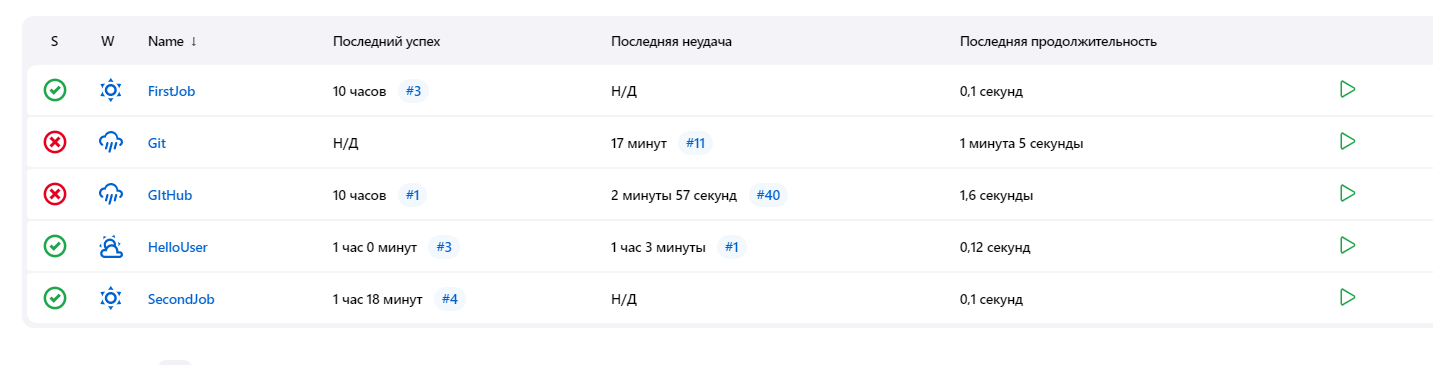 S W Name ↓ Последний успех Последняя неудача Последняя продолжительность
FirstJob 10 часов #3 Н/Д 0,1 секунд
Git Н/Д 17 минут #11 1 минута 5 секунды
GItHub 10 часов #1 2 минуты 57 секунд #40 1,6 секунды
HelloUser 1 час 0 минут #3 1 час 3 минуты #1 0,12 секунд
SecondJob 1 час 18 минут #4 Н/Д 0,1 секунд